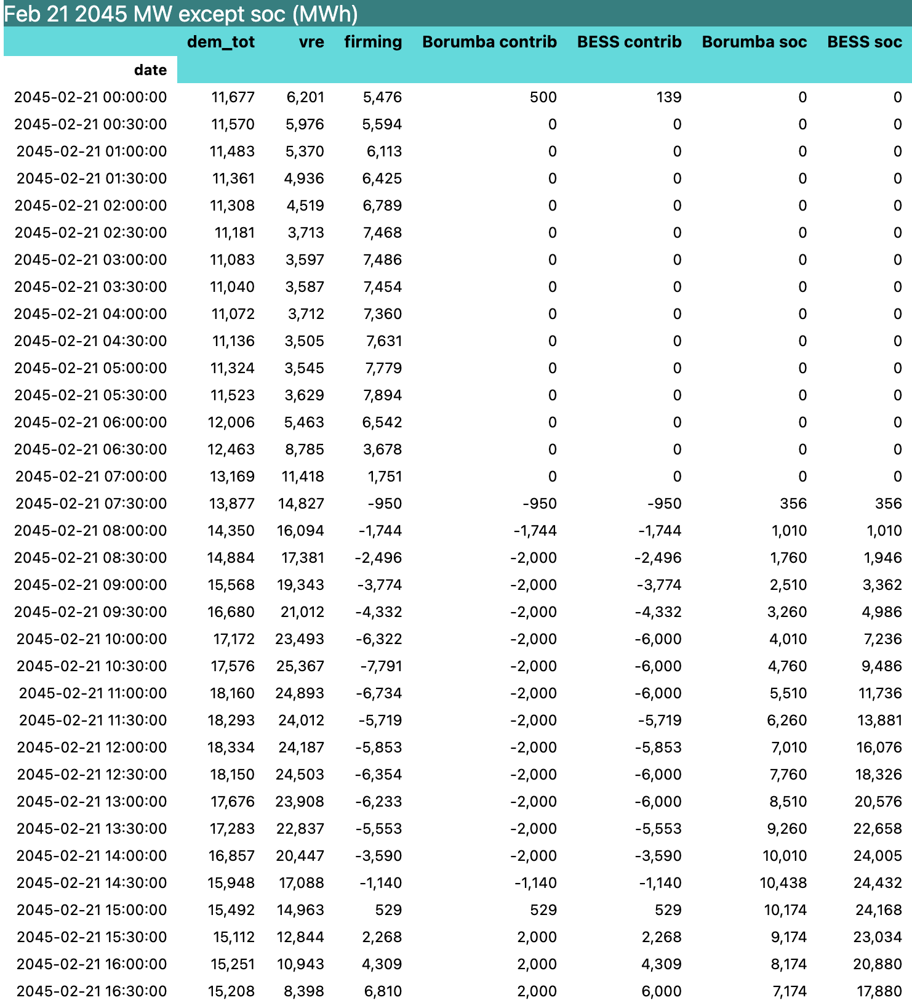 Feb 21 2045 MW except soc (MWh)
dem_tot vre firming Borumba contrib BESS contrib Borumba soc BESS soc
date
2045-02-21 00:00:00 11,677 6,201 5,476 500 139 0 0
2045-02-21 00:30:00 11,570 5,976 5,594 0 0 0 0
2045-02-21 01:00:00 11,483 5,370 6,113 0 0 0 0
2045-02-21 01:30:00 11,361 4,936 6,425 0 0 0 0
2045-02-21 02:00:00 11,308 4,519 6,789 0 0 0 0
2045-02-21 02:30:00 11,181 3,713 7,468 0 0 0 0
2045-02-21 03:00:00 11,083 3,597 7,486 0 0 0 0
2045-02-21 03:30:00 11,040 3,587 7,454 0 0 0 0
2045-02-21 04:00:00 11,072 3,712 7,360 0 0 0 0
2045-02-21 04:30:00 11,136 3,505 7,631 0 0 0 0
2045-02-21 05:00:00 11,324 3,545 7,779 0 0 0 0
2045-02-21 05:30:00 11,523 3,629 7,894 0 0 0 0
2045-02-21 06:00:00 12,006 5,463 6,542 0 0 0 0
2045-02-21 06:30:00 12,463 8,785 3,678 0 0 0 0
2045-02-21 07:00:00 13,169 11,418 1,751 0 0 0 0
2045-02-21 07:30:00 13,877 14,827 -950 -950 -950 356 356
2045-02-21 08:00:00 14,350 16,094 -1,744 -1,744 -1,744 1,010 1,010
2045-02-21 08:30:00 14,884 17,381 -2,496 -2,000 -2,496 1,760 1,946
2045-02-21 09:00:00 15,568 19,343 -3,774 -2,000 -3,774 2,510 3,362
2045-02-21 09:30:00 16,680 21,012 -4,332 -2,000 -4,332 3,260 4,986
2045-02-21 10:00:00 17,172 23,493 -6,322 -2,000 -6,000 4,010 7,236
2045-02-21 10:30:00 17,576 25,367 -7,791 -2,000 -6,000 4,760 9,486
2045-02-21 11:00:00 18,160 24,893 -6,734 -2,000 -6,000 5,510 11,736
2045-02-21 11:30:00 18,293 24,012 -5,719 -2,000 -5,719 6,260 13,881
2045-02-21 12:00:00 18,334 24,187 -5,853 -2,000 -5,853 7,010 16,076
2045-02-21 12:30:00 18,150 24,503 -6,354 -2,000 -6,000 7,760 18,326
2045-02-21 13:00:00 17,676 23,908 -6,233 -2,000 -6,000 8,510 20,576
2045-02-21 13:30:00 17,283 22,837 -5,553 -2,000 -5,553 9,260 22,658
2045-02-21 14:00:00 16,857 20,447 -3,590 -2,000 -3,590 10,010 24,005
2045-02-21 14:30:00 15,948 17,088 -1,140 -1,140 -1,140 10,438 24,432
2045-02-21 15:00:00 15,492 14,963 529 529 529 10,174 24,168
2045-02-21 15:30:00 15,112 12,844 2,268 2,000 2,268 9,174 23,034
2045-02-21 16:00:00 15,251 10,943 4,309 2,000 4,309 8,174 20,880
2045-02-21 16:30:00 15,208 8,398 6,810 2,000 6,000 7,174 17,880